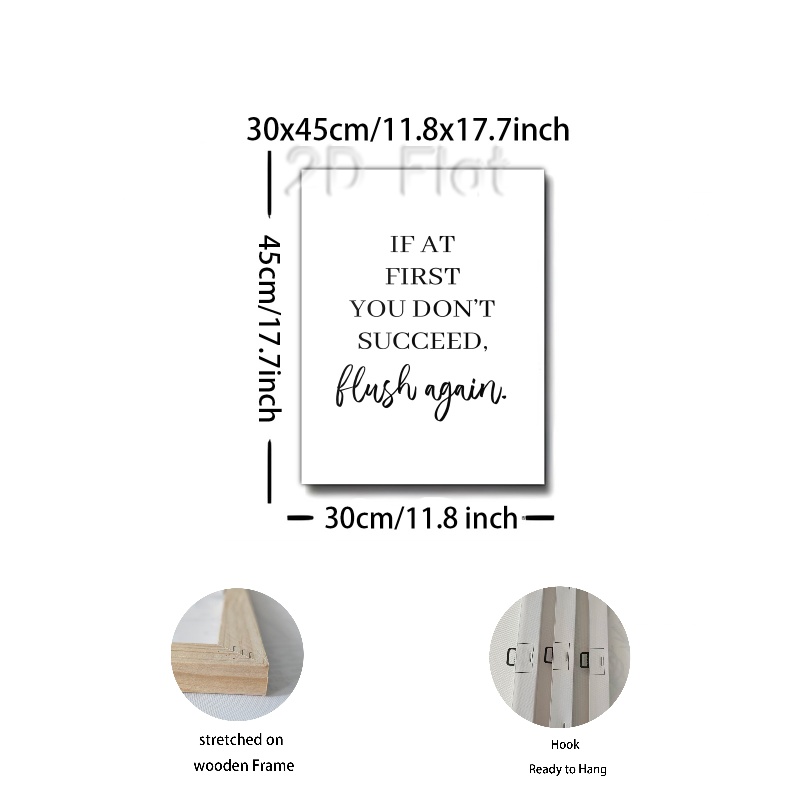 30x45cm/11.8x17.7inch
2D Flat
45cm/17.7inch
IF AT
FIRST
YOU DON'T
SUCCEED,
flush again.
30cm/11.8 inch
stretched on
wooden Frame
Hook
Ready to Hang